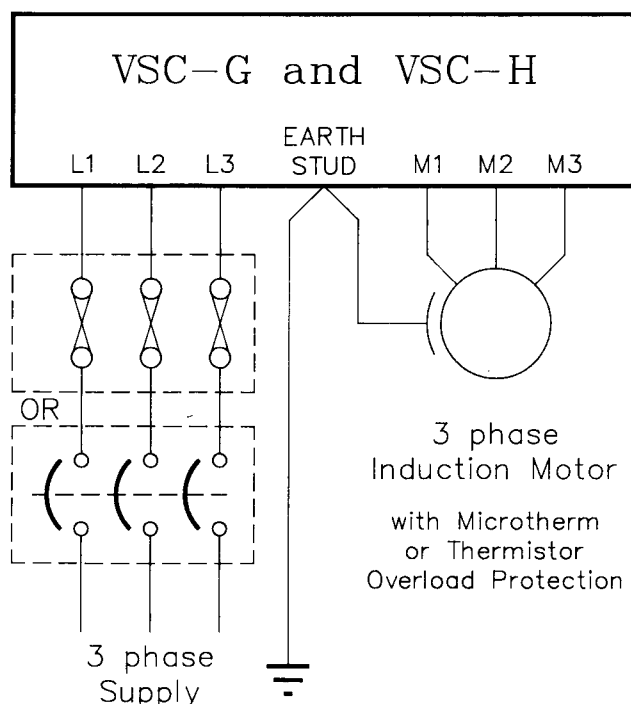 VSC-G and VSC-H
EARTH
L1 L2 L3 STUD M1 M2 M3
OR
3 phase
Induction Motor
with Microtherm
or Thermistor
Overload Protection
3 phase
Supply